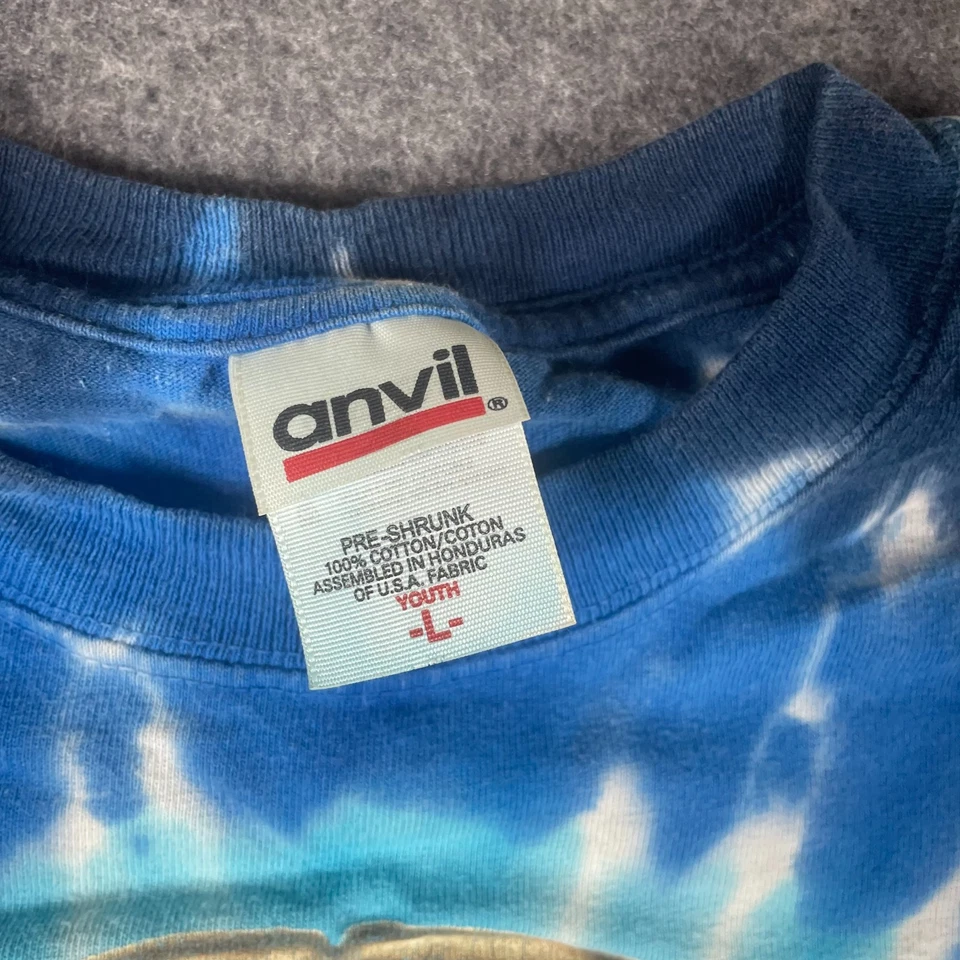 anvil®
PRE-SHRUNK
100% COTTON/COTON
ASSEMBLED IN HONDURAS
OF U.S.A. FABRIC
YOUTH
-L-